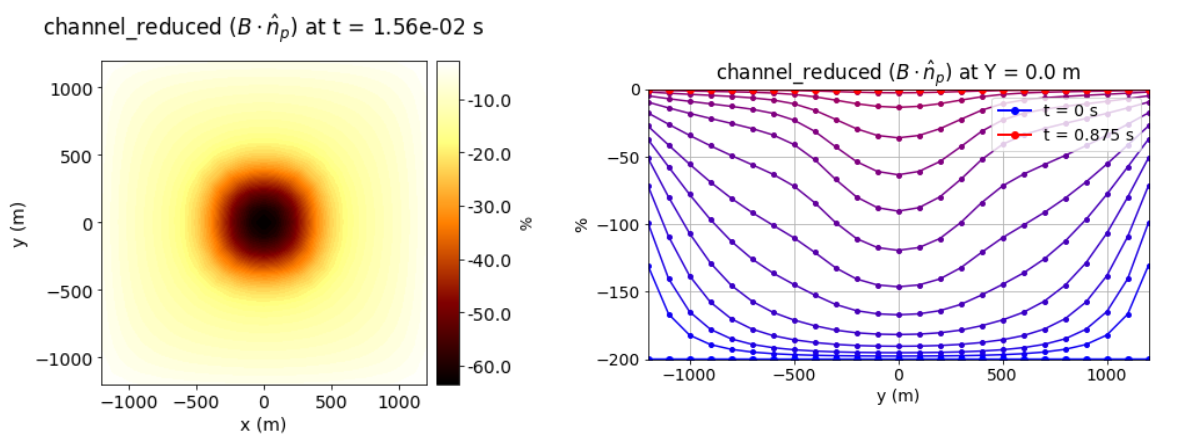 channel_reduced (B · n̂ₚ) at t = 1.56e-02 s
1000
500
0
−500
−1000
y (m)
−1000 −500 0 500 1000
x (m)
-10.0
-20.0
-30.0
-40.0
-50.0
-60.0
%
channel_reduced (B · n̂ₚ) at Y = 0.0 m
0
−50
−100
−150
−200
%
t = 0 s
t = 0.875 s
−1000 −500 0 500 1000
y (m)